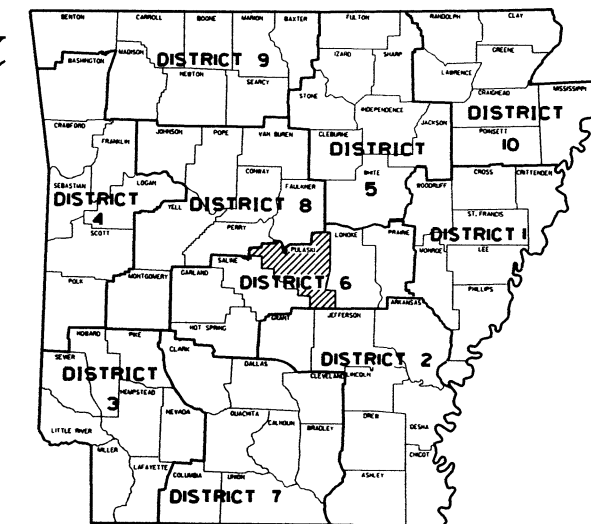 BENTON CARROLL BOONE MARION BAXTER FULTON RANDOLPH CLAY
MADISON IZARD SHARP GREENE
WASHINGTON DISTRICT 9 LAWRENCE
NEWTON SEARCY STONE CRAIGHEAD MISSISSIPPI
INDEPENDENCE JACKSON DISTRICT
CRAWFORD JOHNSON POPE VAN BUREN CLEBURNE POINSETT
FRANKLIN DISTRICT 10
CONWAY WHITE CROSS CRITTENDEN
SEBASTIAN LOGAN FAULKNER 5 WOODRUFF
DISTRICT YELL DISTRICT 8 ST. FRANCIS
4 PERRY LONOKE PRAIRIE DISTRICT 1
SCOTT SALINE PULASKI MONROE LEE
POLK MONTGOMERY GARLAND DISTRICT 6 PHILLIPS
HOT SPRING GRANT JEFFERSON ARKANSAS
HOWARD PIKE CLARK DISTRICT 2
SEVIER DALLAS CLEVELAND LINCOLN
DISTRICT
3 HEMPSTEAD
NEVADA OUACHITA CALHOUN DREW DESHA
LITTLE RIVER BRADLEY
MILLER CHICOT
LAFAYETTE COLUMBIA UNION ASHLEY
DISTRICT 7